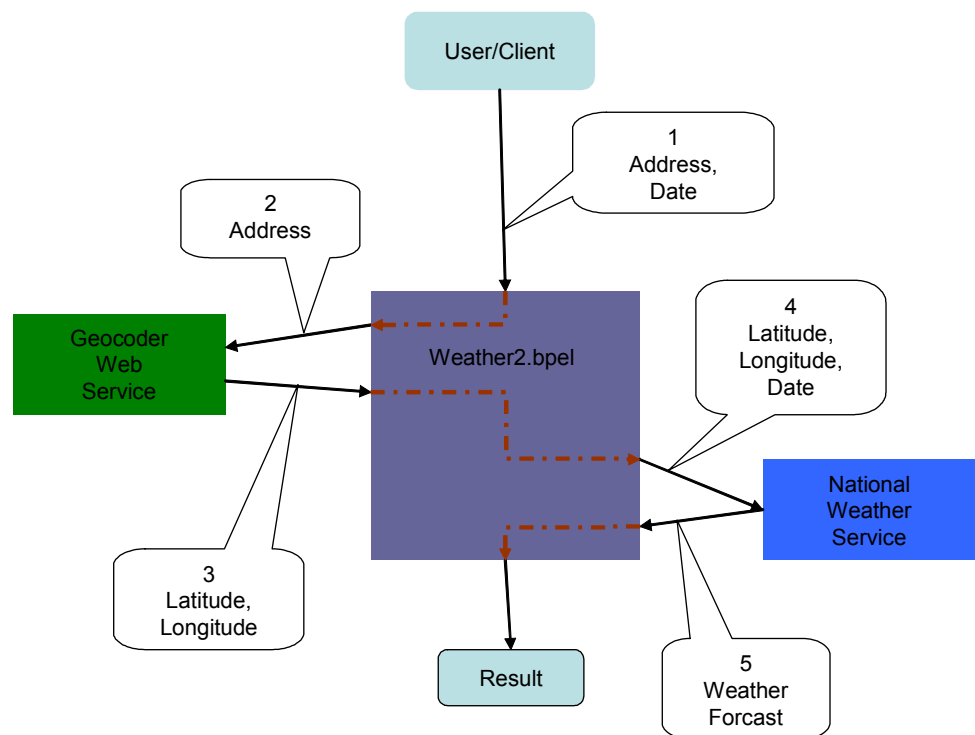 User/Client
1
Address,
Date
2
Address
Geocoder
Web
Service
Weather2.bpel
4
Latitude,
Longitude,
Date
National
Weather
Service
3
Latitude,
Longitude
Result
5
Weather
Forcast